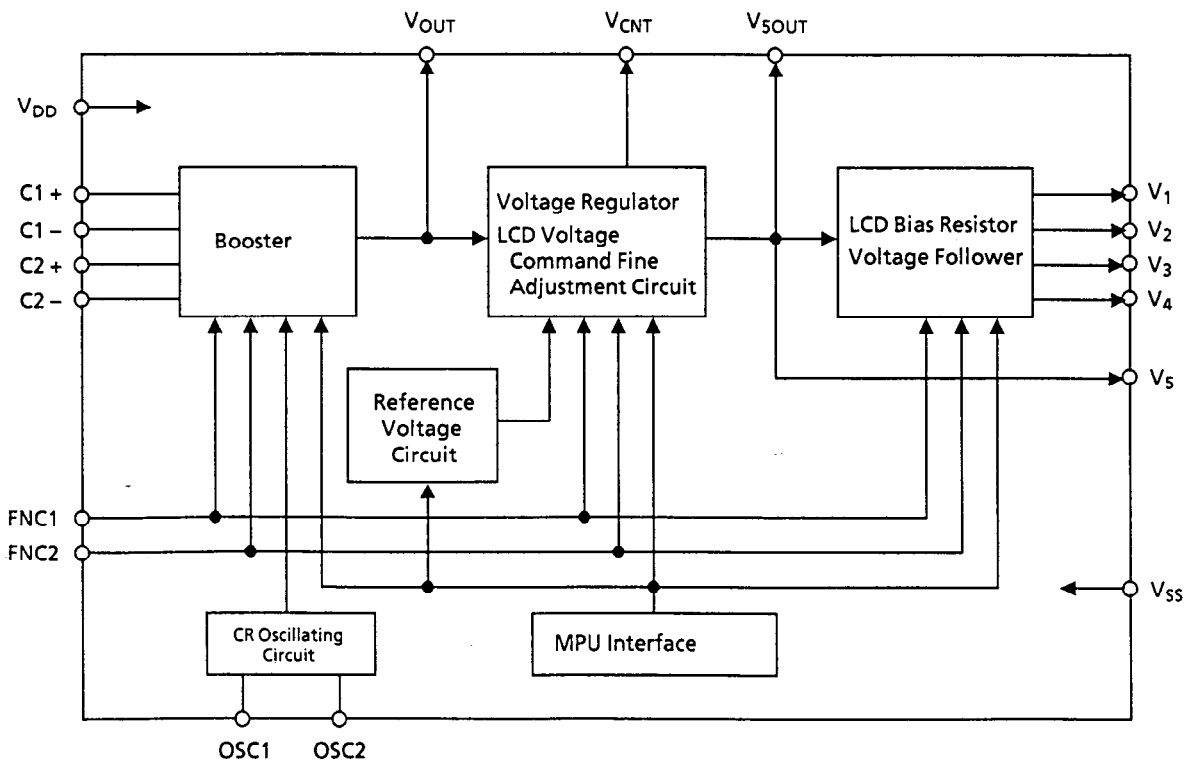 VOUT
VCNT
V5OUT
VDD
C1 +
C1 –
C2 +
C2 –
Booster
Voltage Regulator
LCD Voltage
Command Fine
Adjustment Circuit
LCD Bias Resistor
Voltage Follower
V1
V2
V3
V4
V5
Reference
Voltage
Circuit
FNC1
FNC2
VSS
CR Oscillating
Circuit
MPU Interface
OSC1
OSC2